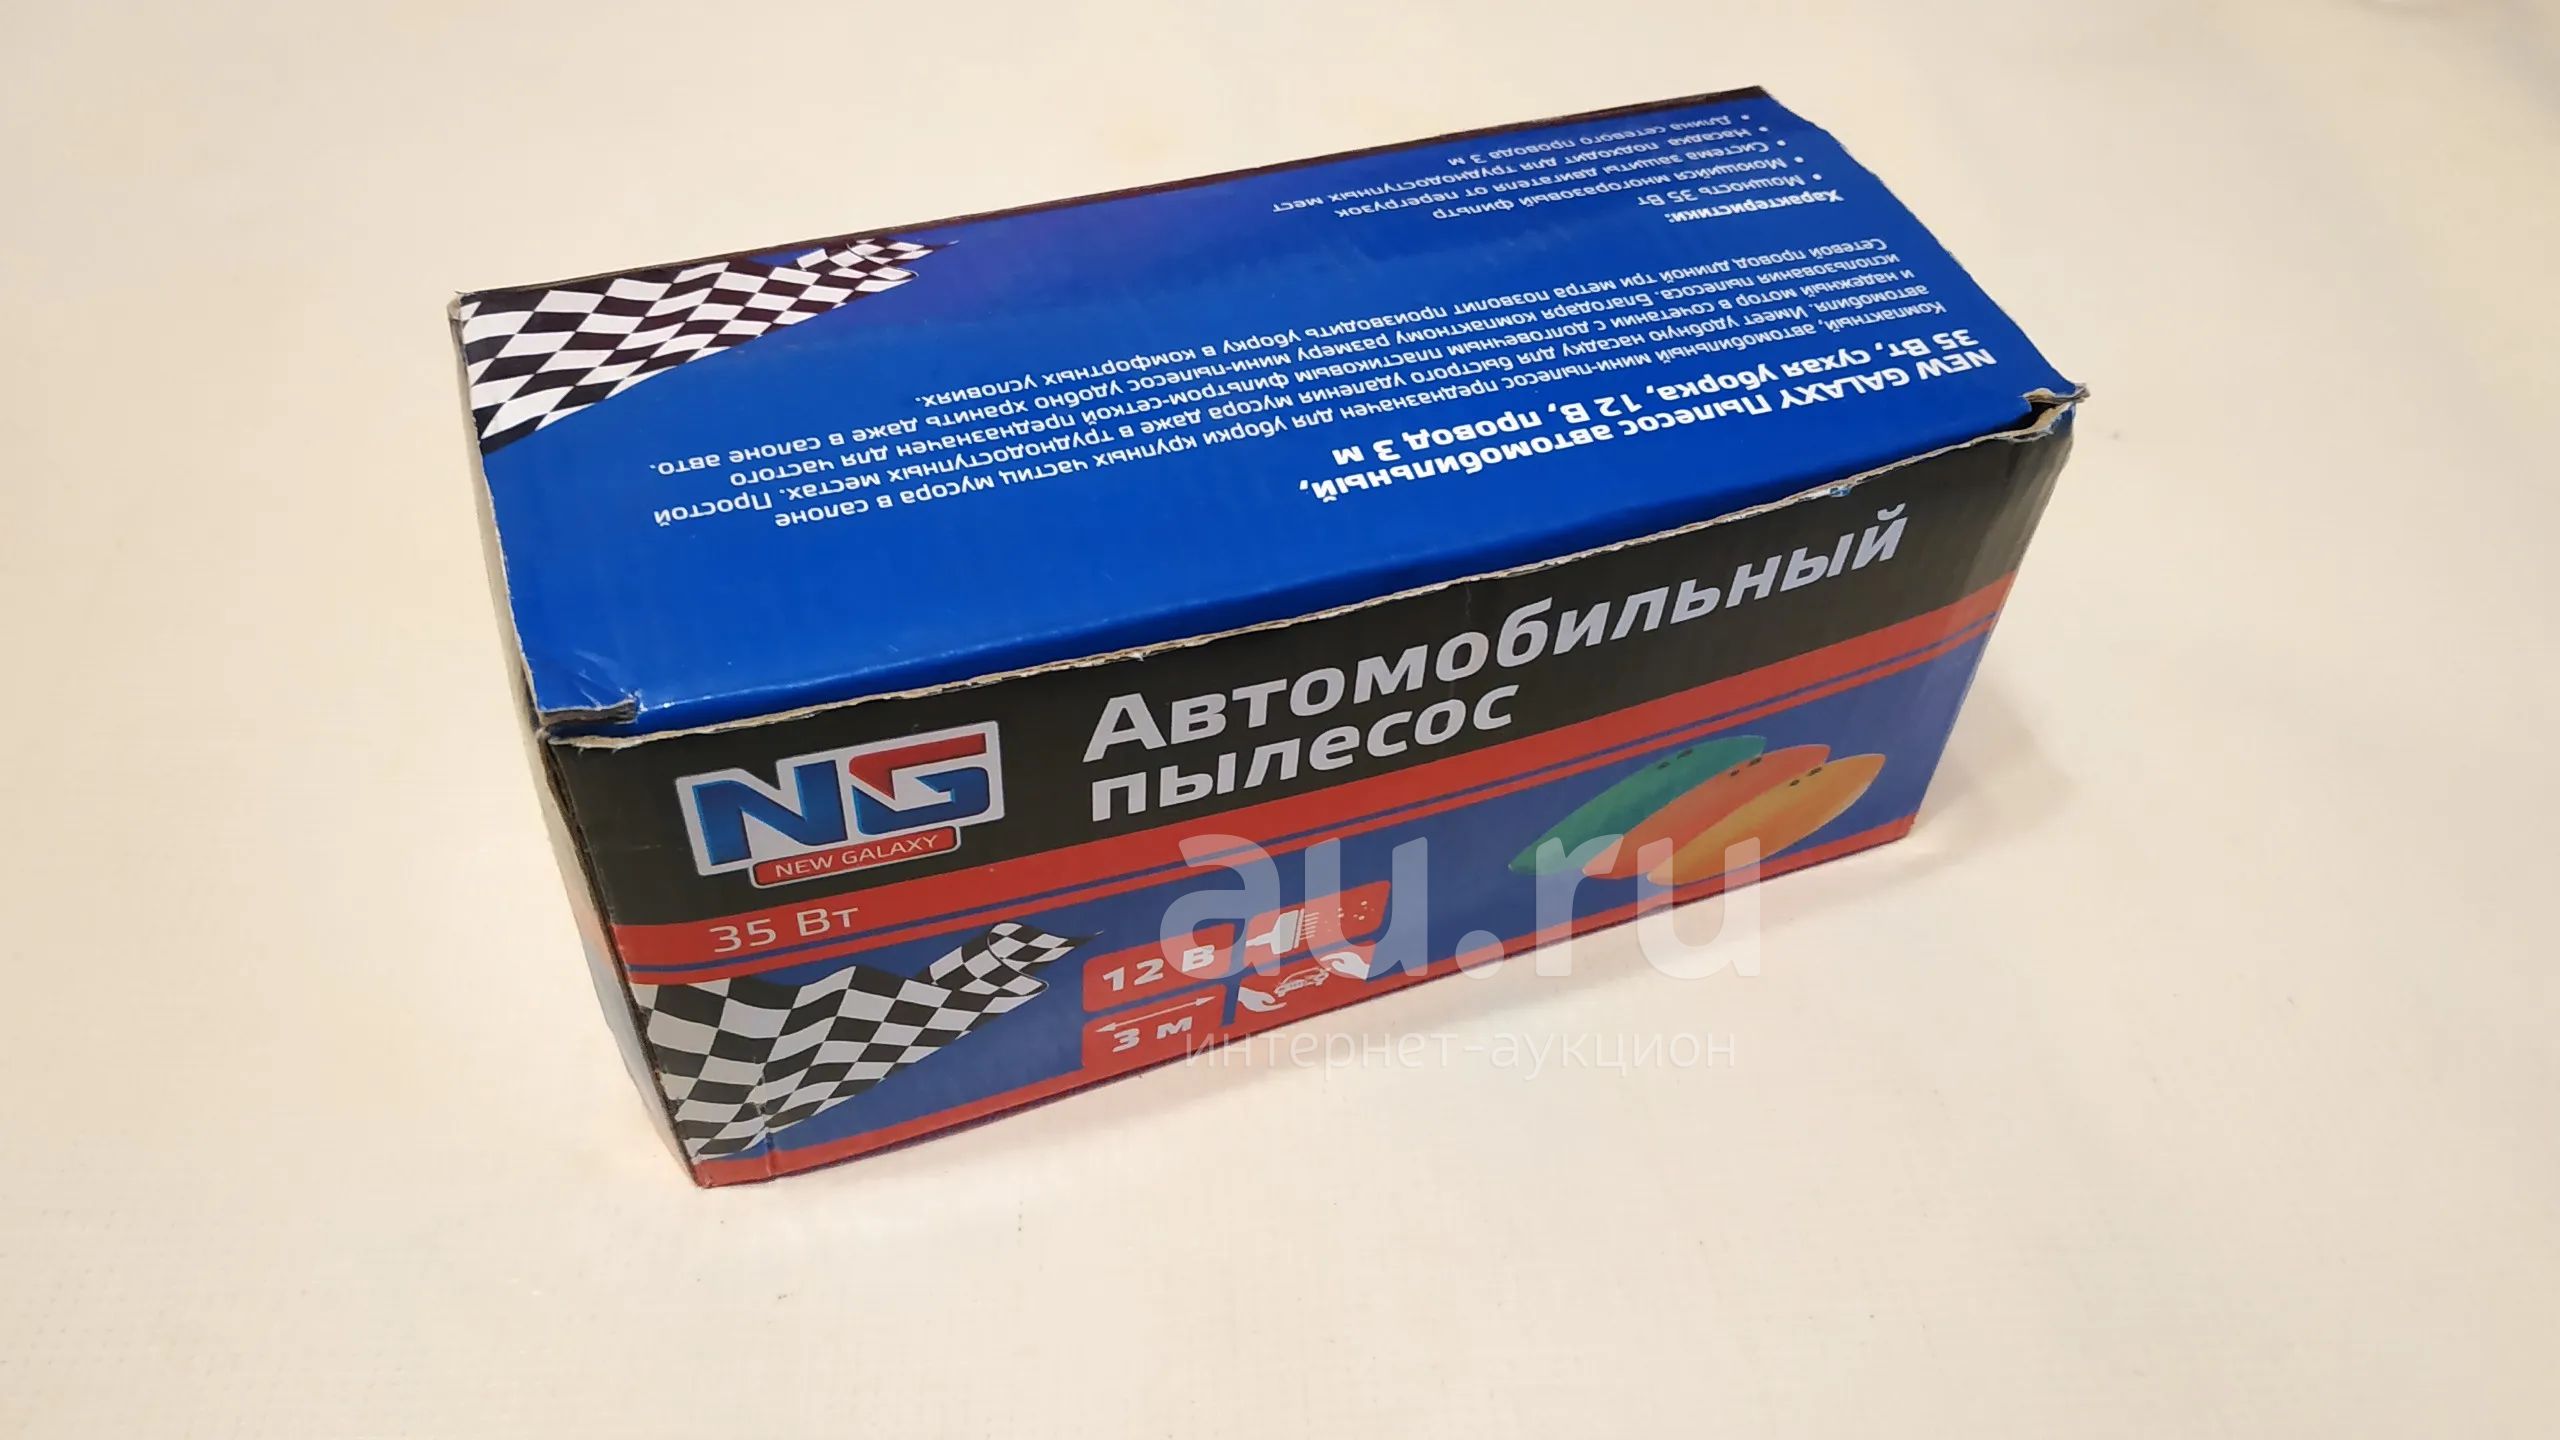 NEW GALAXY Пылесос автомобильный,
35 Вт, сухая уборка, 12 В, провод 3 м
Компактный, автомобильный мини-пылесос предназначен для уборки крупных частиц мусора в салоне
автомобиля. Имеет удобную насадку для быстрого удаления мусора даже в труднодоступных местах. Простой
и надежный мотор в сочетании с долговечным пластиковым фильтром-сеткой предназначен для частого
использования пылесоса. Благодаря компактному размеру мини-пылесос удобно хранить даже в салоне авто.
Сетевой провод длиной три метра позволит производить уборку в комфортных условиях.
Характеристики:
• Мощность 35 Вт
• Моющийся многоразовый фильтр
• Система защиты двигателя от перегрузок
• Насадка подходит для труднодоступных мест
• Длина сетевого провода 3 м
Автомобильный
пылесос
NG
NEW GALAXY
35 Вт
12 В
3 м
au.ru
интернет-аукцион